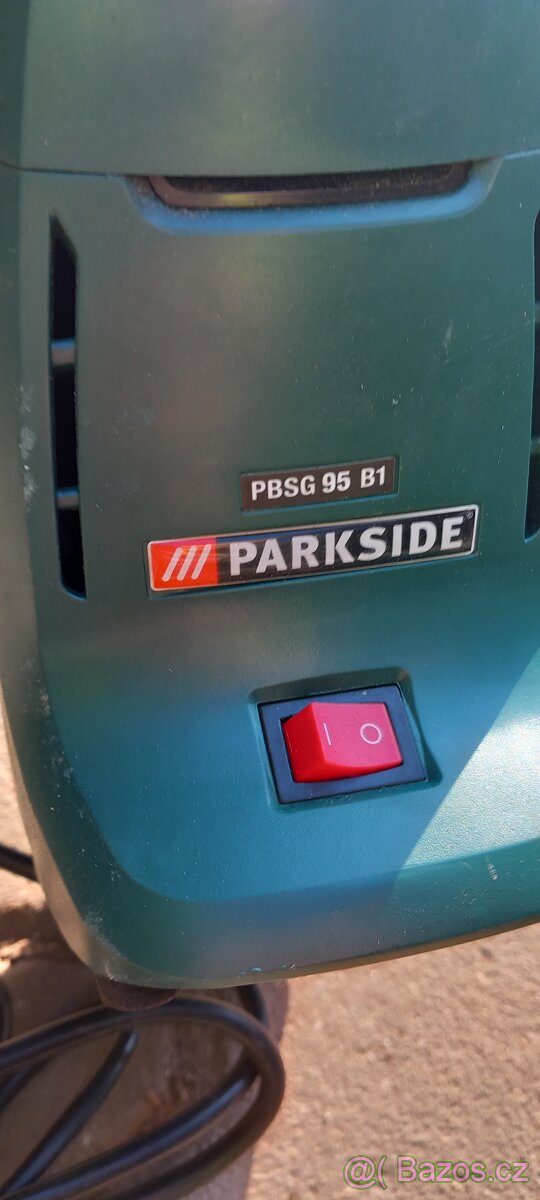 PBSG 95 B1
/// PARKSIDE®
I O
@ Bazos.cz